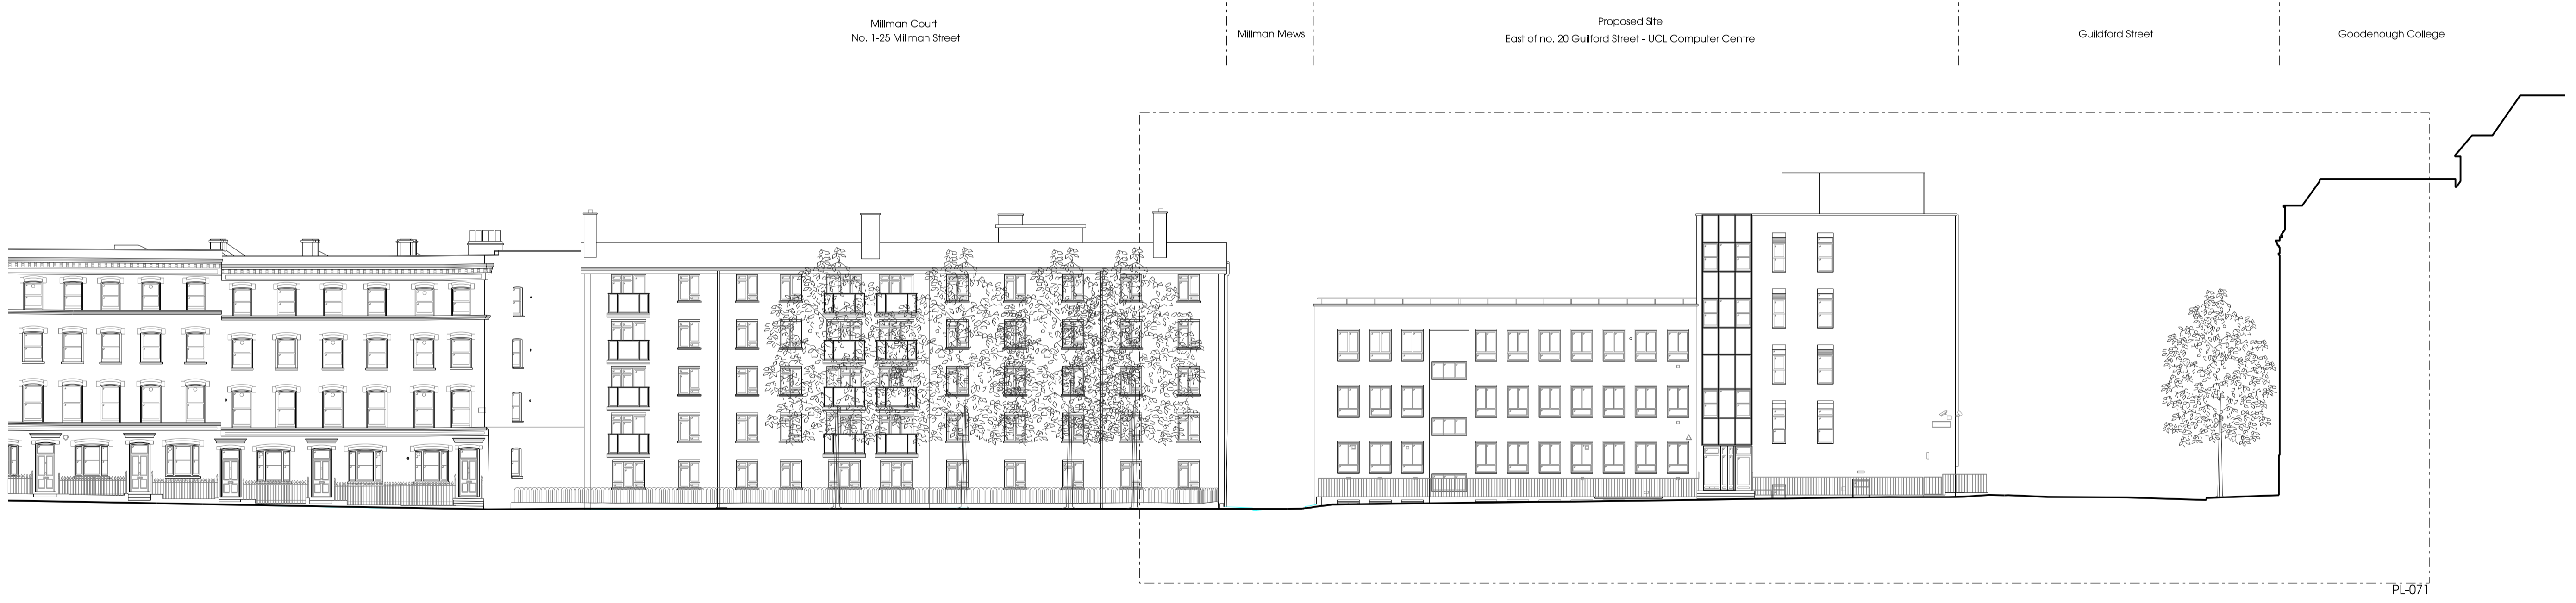 Millman Court
No. 1-25 Millman Street
Millman Mews
Proposed Site
East of no. 20 Guilford Street - UCL Computer Centre
Guildford Street
Goodenough College
PL-071